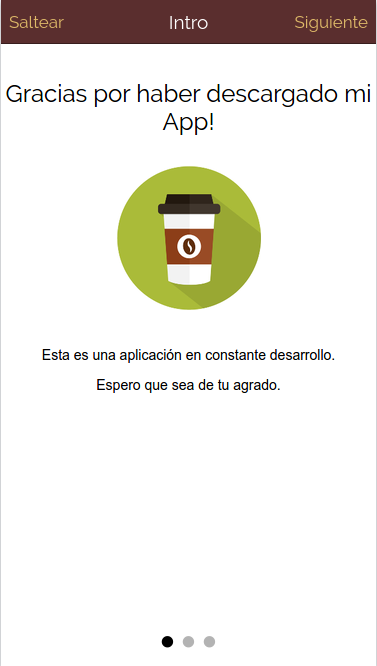 Saltear Intro Siguiente
Gracias por haber descargado mi
App!
Esta es una aplicación en constante desarrollo.
Espero que sea de tu agrado.